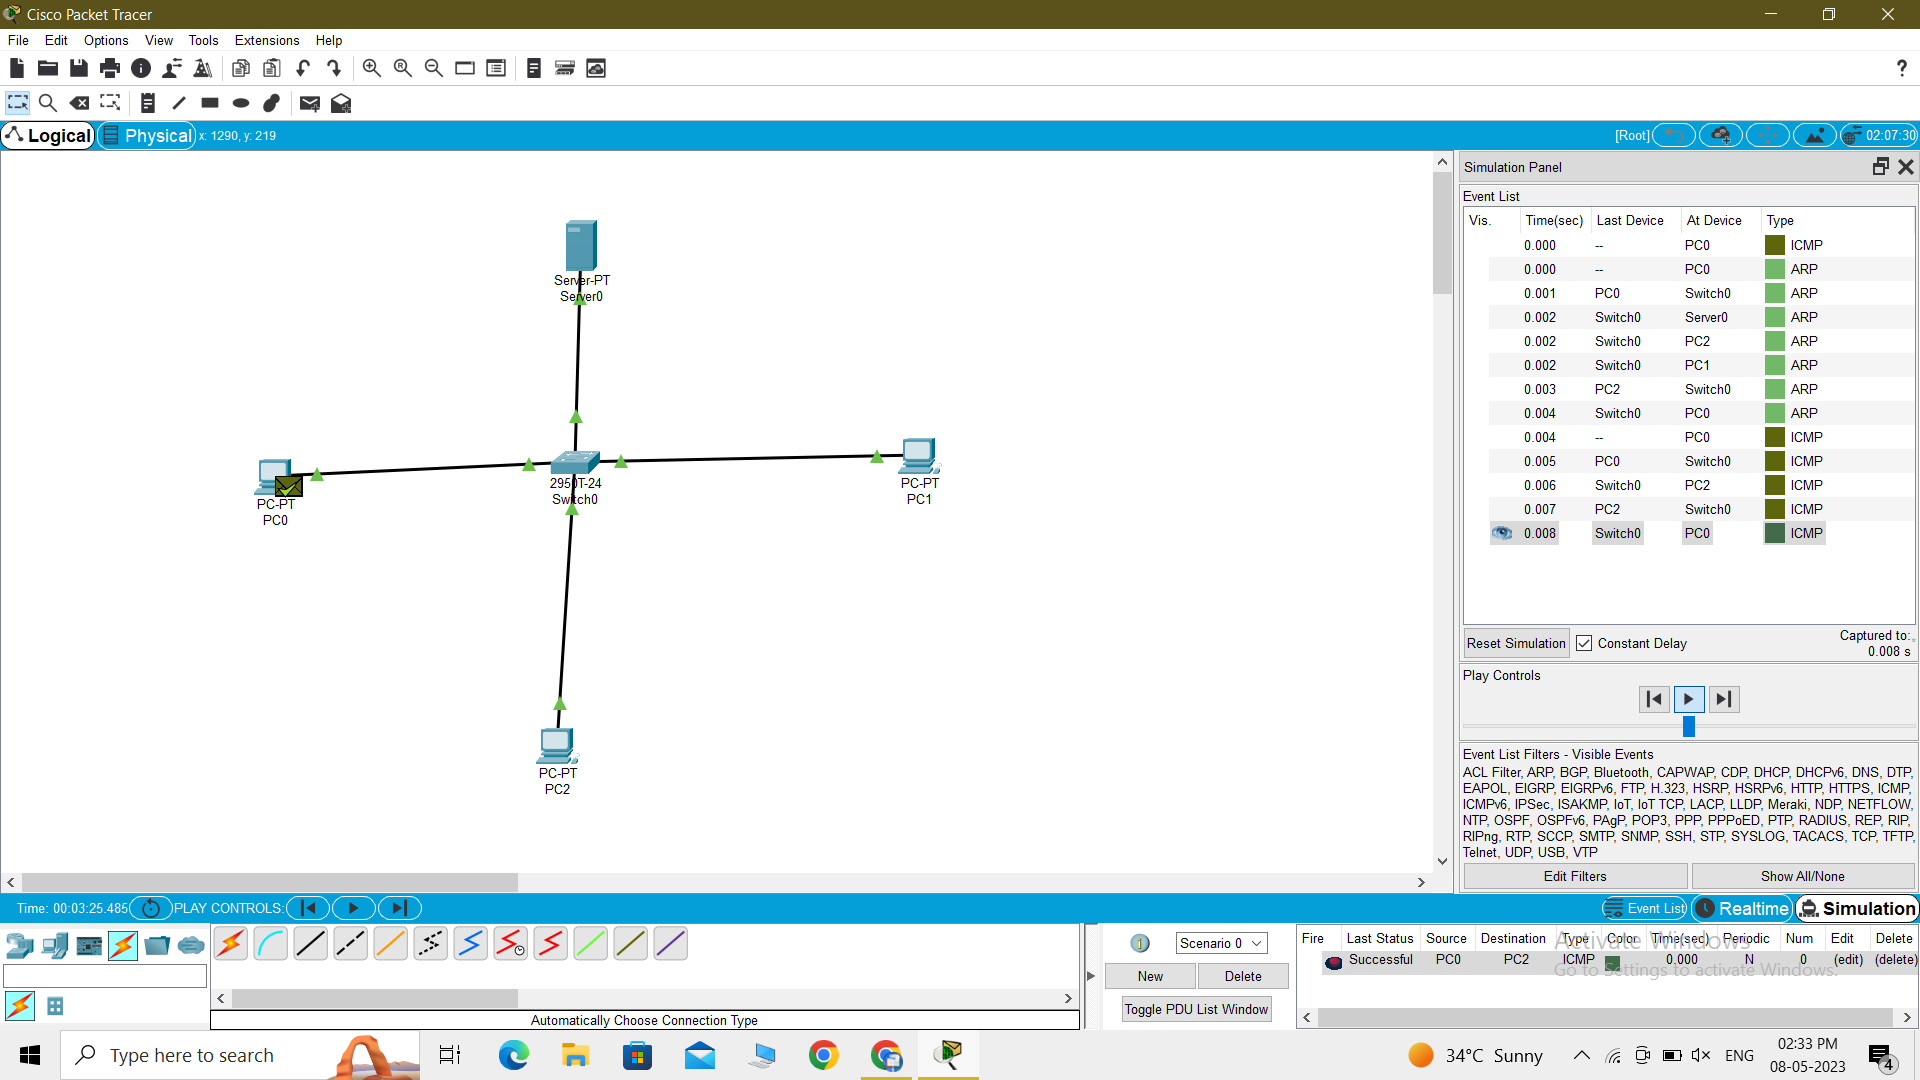 Cisco Packet Tracer
File Edit Options View Tools Extensions Help
?
Logical Physical x: 1290, y: 219 [Root] 02:07:30
Server-PT
Server0
PC-PT
PC0
2950T-24
Switch0
PC-PT
PC1
PC-PT
PC2
Simulation Panel
Event List
Vis. Time(sec) Last Device At Device Type
0.000 -- PC0 ICMP
0.000 -- PC0 ARP
0.001 PC0 Switch0 ARP
0.002 Switch0 Server0 ARP
0.002 Switch0 PC2 ARP
0.002 Switch0 PC1 ARP
0.003 PC2 Switch0 ARP
0.004 Switch0 PC0 ARP
0.004 -- PC0 ICMP
0.005 PC0 Switch0 ICMP
0.006 Switch0 PC2 ICMP
0.007 PC2 Switch0 ICMP
0.008 Switch0 PC0 ICMP
Reset Simulation Constant Delay Captured to:
0.008 s
Play Controls
Event List Filters - Visible Events
ACL Filter, ARP, BGP, Bluetooth, CAPWAP, CDP, DHCP, DHCPv6, DNS, DTP,
EAPOL, EIGRP, EIGRPv6, FTP, H.323, HSRP, HSRPv6, HTTP, HTTPS, ICMP,
ICMPv6, IPSec, ISAKMP, IoT, IoT TCP, LACP, LLDP, Meraki, NDP, NETFLOW,
NTP, OSPF, OSPFv6, PAgP, POP3, PPP, PPPoED, PTP, RADIUS, REP, RIP,
RIPng, RTP, SCCP, SMTP, SNMP, SSH, STP, SYSLOG, TACACS, TCP, TFTP,
Telnet, UDP, USB, VTP
Edit Filters Show All/None
Time: 00:03:25.485 PLAY CONTROLS: Event List Realtime Simulation
Automatically Choose Connection Type
Scenario 0
New Delete
Toggle PDU List Window
Fire Last Status Source Destination Type Color Time(sec) Periodic Num Edit Delete
Successful PC0 PC2 ICMP 0.000 N 0 (edit) (delete)
Activate Windows
Go to Settings to activate Windows.
Type here to search
34°C Sunny ENG 02:33 PM
08-05-2023
4